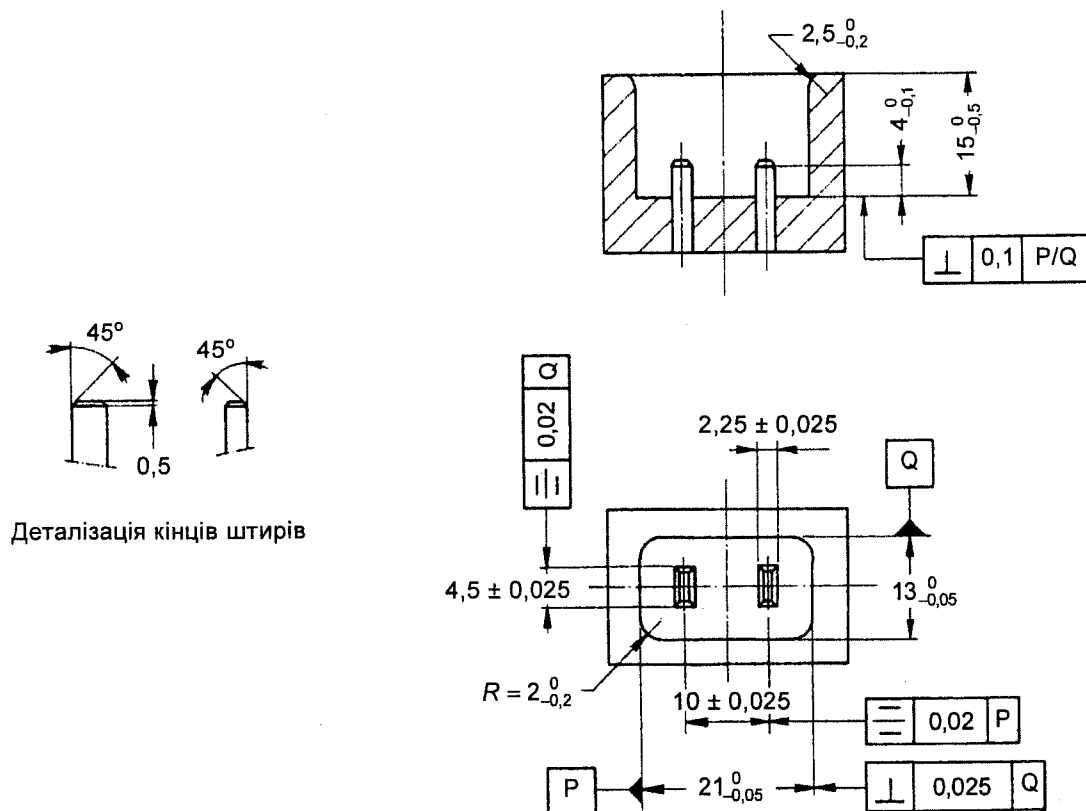 2,5 0 −0,2
4 0 −0,1
15 0 −0,5
⊥ 0,1 P/Q
45º 45º
0,5
Деталізація кінців штирів
0,02 Q
2,25 ± 0,025
Q
4,5 ± 0,025
13 0 −0,05
R = 2 0 −0,2
10 ± 0,025
0,02 P
P
21 0 −0,05
⊥ 0,025 Q